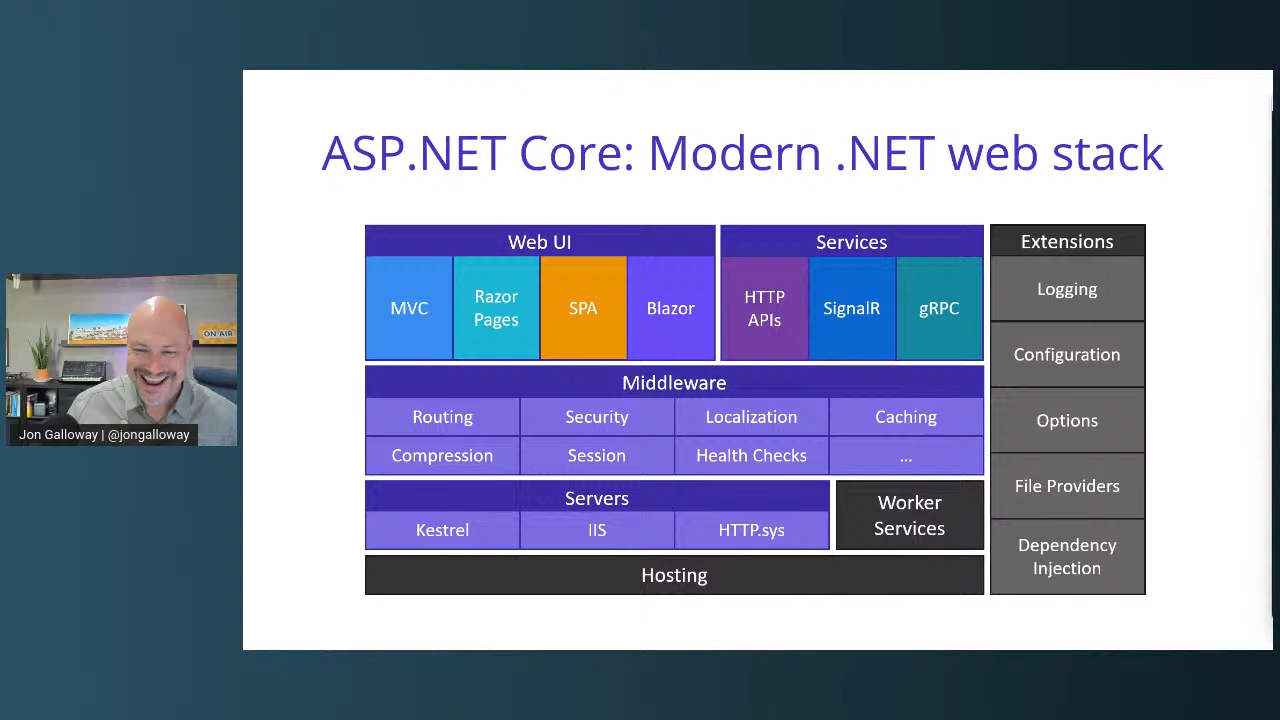 ASP.NET Core: Modern .NET web stack
Web UI
MVC
Razor
Pages
SPA
Blazor
Services
HTTP
APIs
SignalR
gRPC
Extensions
Logging
Configuration
Options
File Providers
Dependency
Injection
Middleware
Routing
Security
Localization
Caching
Compression
Session
Health Checks
...
Servers
Kestrel
IIS
HTTP.sys
Worker
Services
Hosting
ON AIR
Jon Galloway | @jongalloway